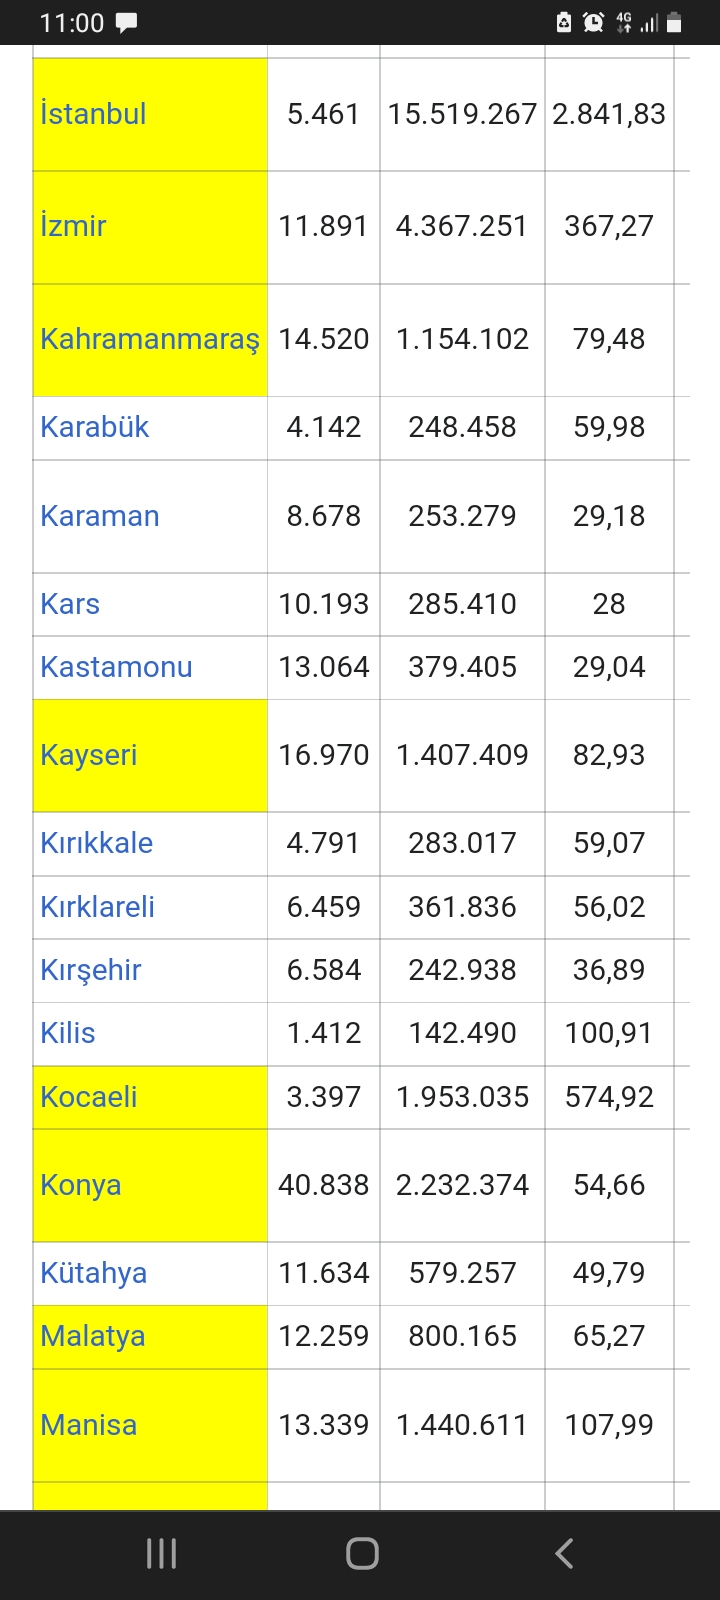 11:00
4G
İstanbul 5.461 15.519.267 2.841,83
İzmir 11.891 4.367.251 367,27
Kahramanmaraş 14.520 1.154.102 79,48
Karabük 4.142 248.458 59,98
Karaman 8.678 253.279 29,18
Kars 10.193 285.410 28
Kastamonu 13.064 379.405 29,04
Kayseri 16.970 1.407.409 82,93
Kırıkkale 4.791 283.017 59,07
Kırklareli 6.459 361.836 56,02
Kırşehir 6.584 242.938 36,89
Kilis 1.412 142.490 100,91
Kocaeli 3.397 1.953.035 574,92
Konya 40.838 2.232.374 54,66
Kütahya 11.634 579.257 49,79
Malatya 12.259 800.165 65,27
Manisa 13.339 1.440.611 107,99